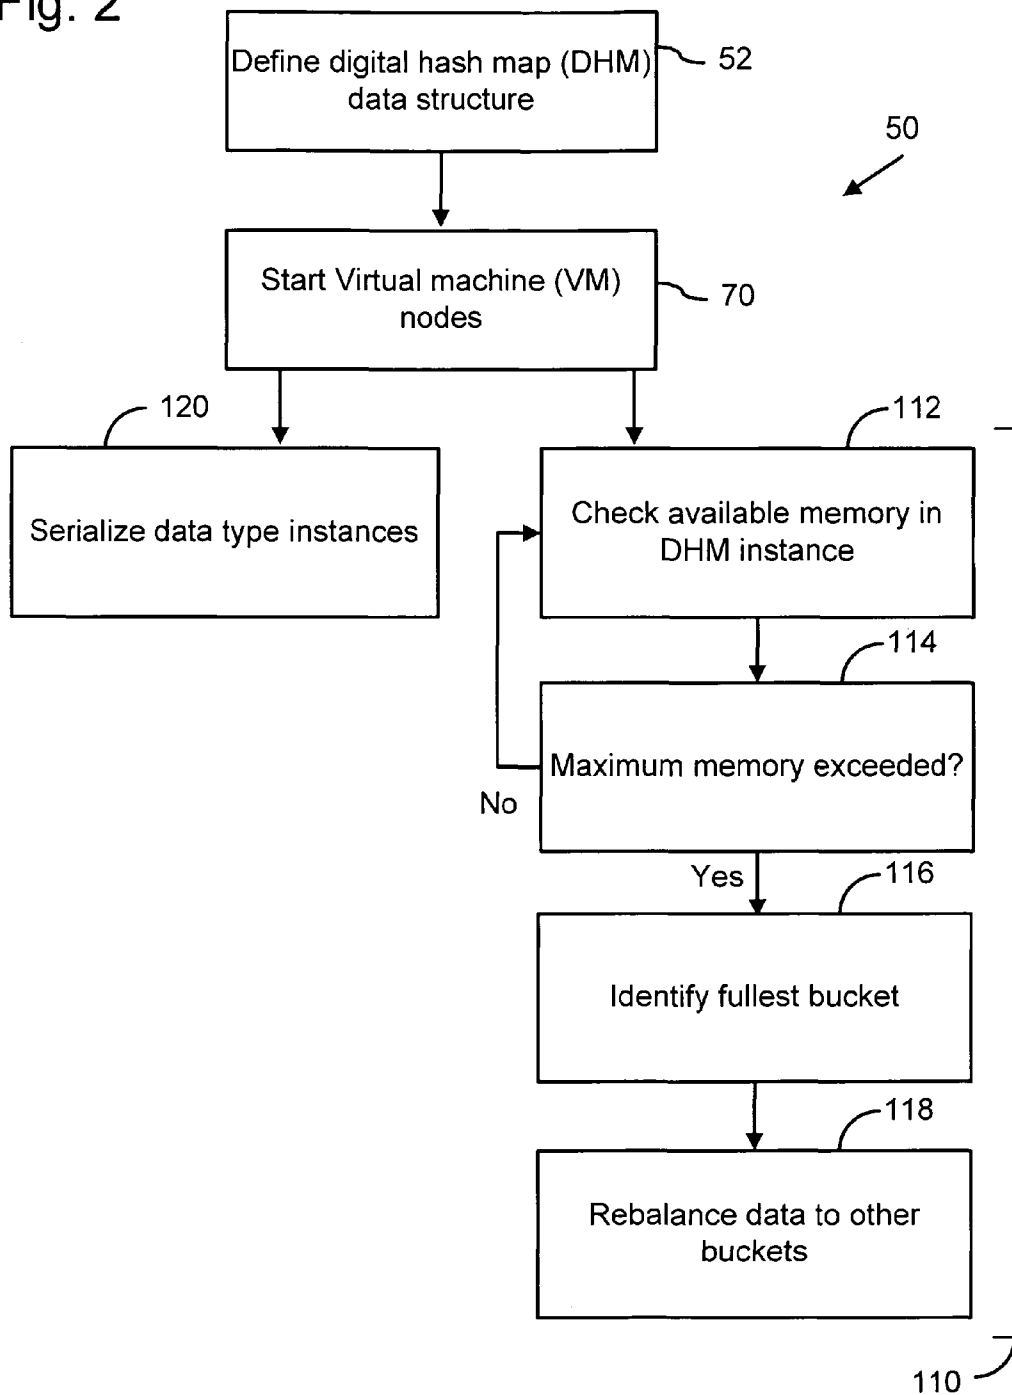 Fig. 2
Define digital hash map (DHM)
data structure
52
50
Start Virtual machine (VM)
nodes
70
120
112
Serialize data type instances
Check available memory in
DHM instance
114
Maximum memory exceeded?
No
Yes
116
Identify fullest bucket
118
Rebalance data to other
buckets
110